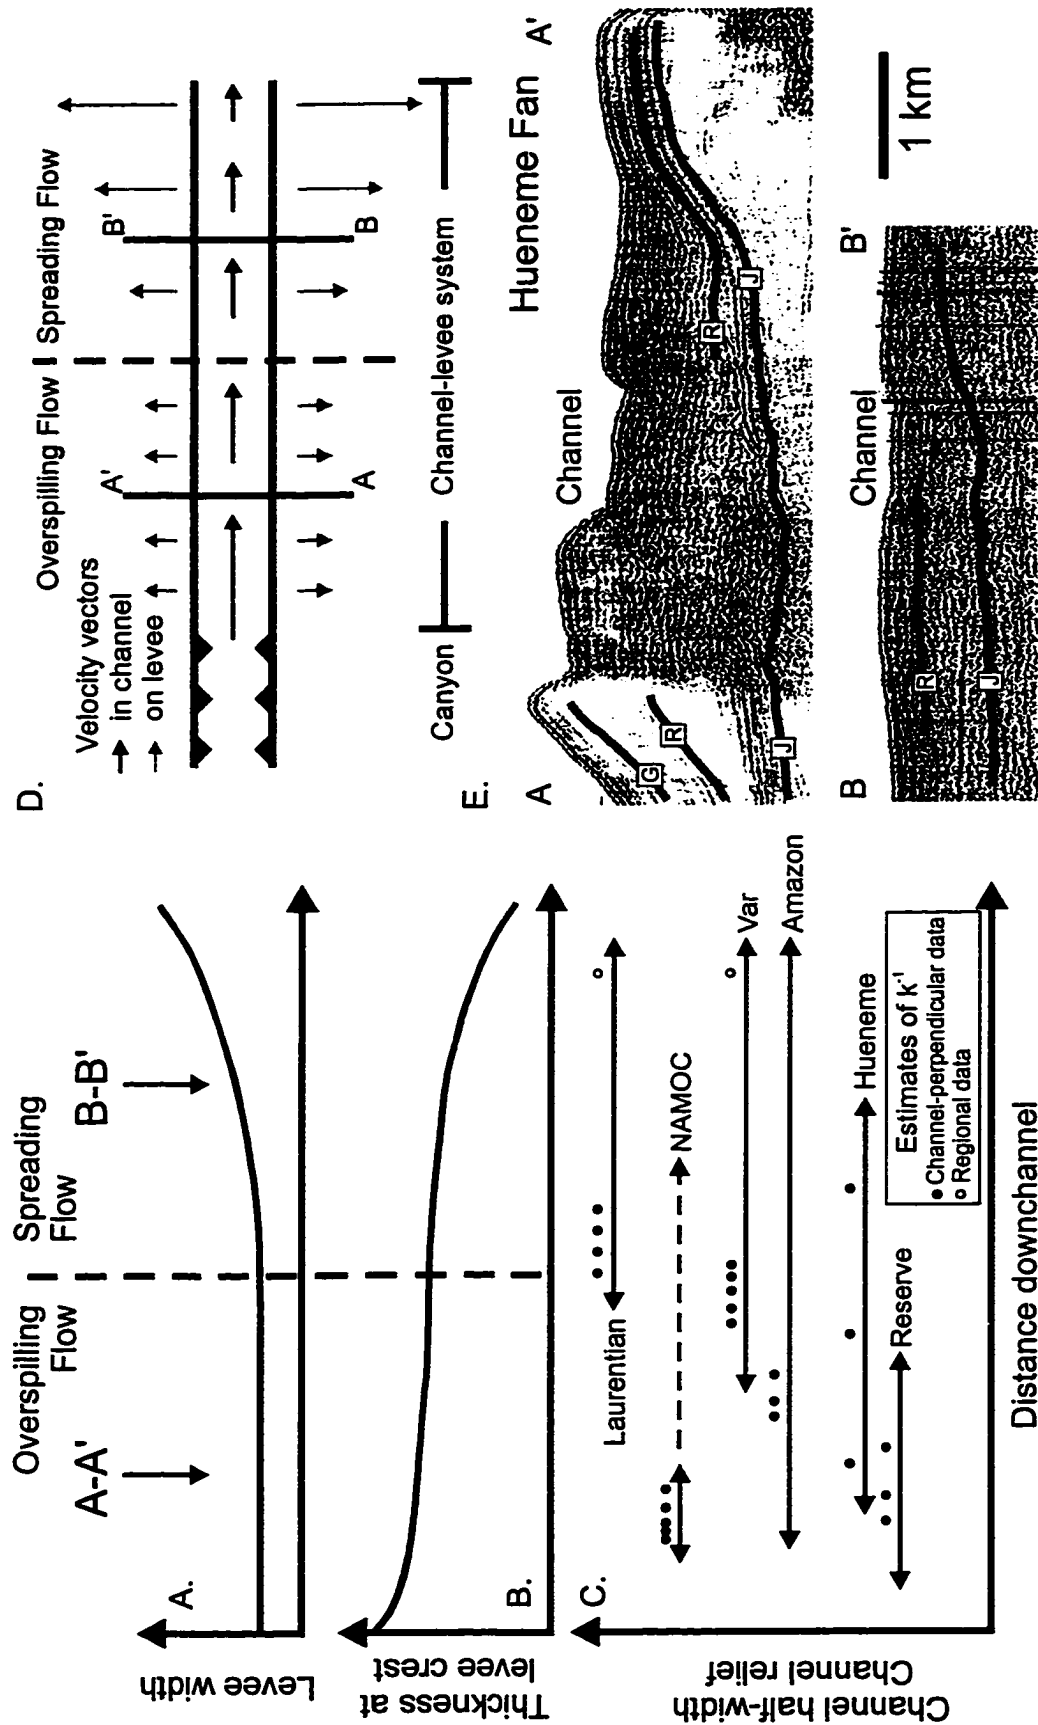 A.
Levee width
Overspilling
Flow
Spreading
Flow
A-A'
B-B'
B.
Thickness at
levee crest
C.
Channel half-width
Channel relief
Laurentian
NAMOC
Var
Amazon
Hueneme
Reserve
Estimates of k⁻¹
Channel-perpendicular data
Regional data
Distance downchannel
D.
Overspilling Flow
Spreading Flow
Velocity vectors
in channel
on levee
A'
A
B'
B
Canyon
Channel-levee system
E.
Hueneme Fan
A
A'
Channel
G
R
J
R
J
B
B'
Channel
R
J
1 km